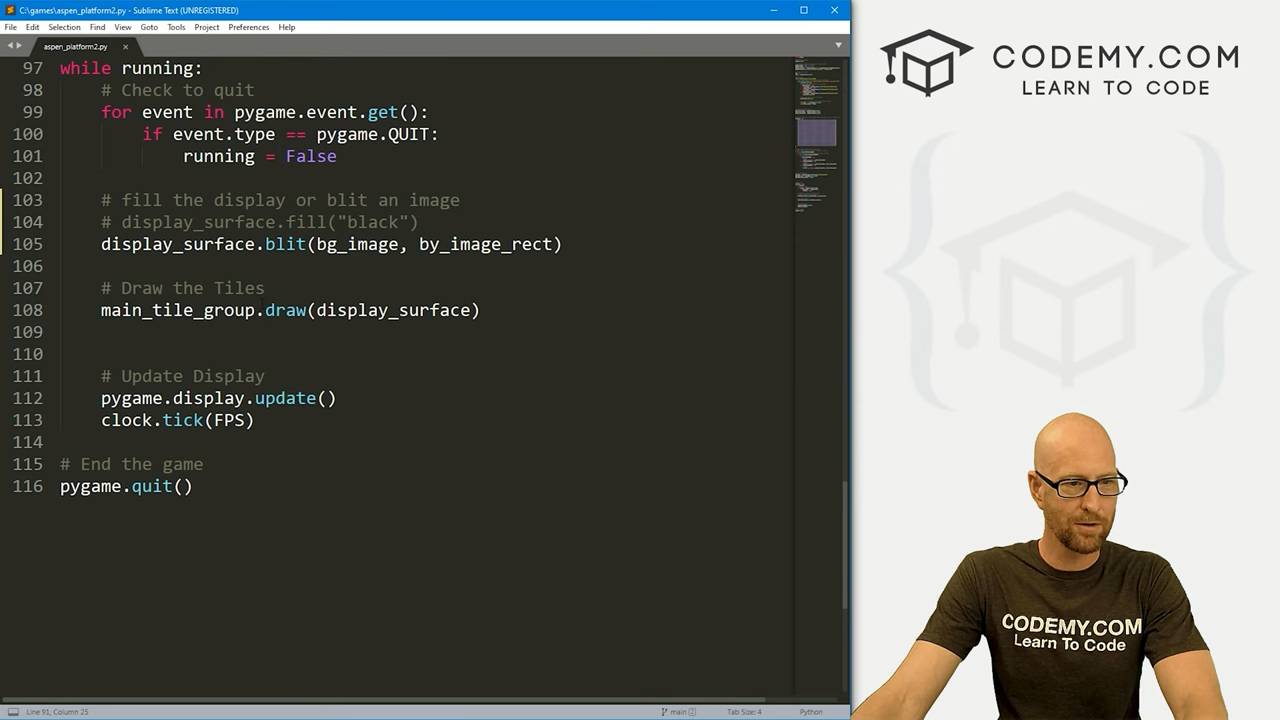 C:\games\aspen_platform2.py - Sublime Text (UNREGISTERED)
File Edit Selection Find View Goto Tools Project Preferences Help
aspen_platform2.py
97 while running:
98 # Check to quit
99 for event in pygame.event.get():
100 if event.type == pygame.QUIT:
101 running = False
102
103 # fill the display or blit an image
104 # display_surface.fill("black")
105 display_surface.blit(bg_image, by_image_rect)
106
107 # Draw the Tiles
108 main_tile_group.draw(display_surface)
109
110
111 # Update Display
112 pygame.display.update()
113 clock.tick(FPS)
114
115 # End the game
116 pygame.quit()
Line 91, Column 25
main
Tab Size: 4
Python
CODEMY.COM
LEARN TO CODE
CODEMY.COM
Learn To Code